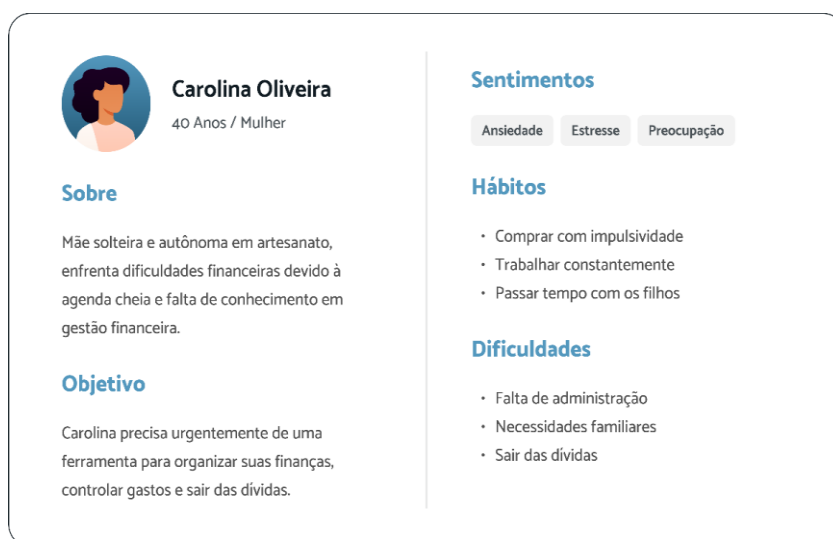 Carolina Oliveira
40 Anos / Mulher
Sobre
Mãe solteira e autônoma em artesanato,
enfrenta dificuldades financeiras devido à
agenda cheia e falta de conhecimento em
gestão financeira.
Objetivo
Carolina precisa urgentemente de uma
ferramenta para organizar suas finanças,
controlar gastos e sair das dívidas.
Sentimentos
Ansiedade Estresse Preocupação
Hábitos
• Comprar com impulsividade
• Trabalhar constantemente
• Passar tempo com os filhos
Dificuldades
• Falta de administração
• Necessidades familiares
• Sair das dívidas